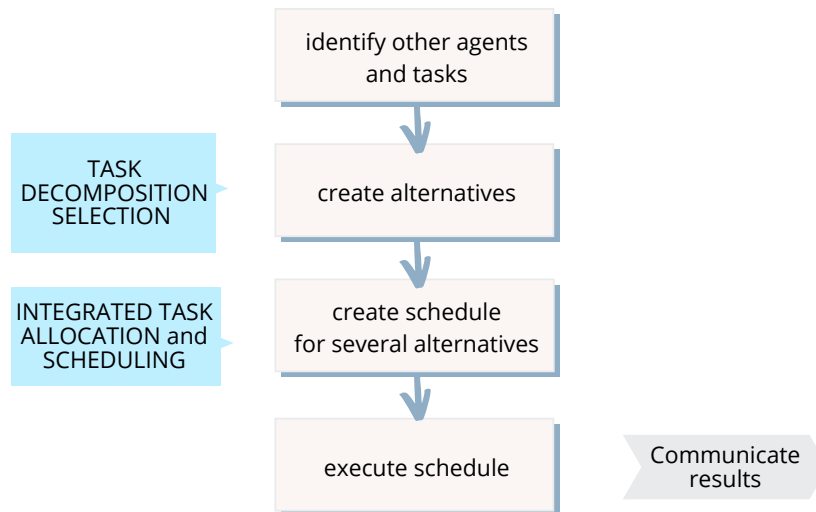 identify other agents
and tasks
TASK
DECOMPOSITION
SELECTION
create alternatives
INTEGRATED TASK
ALLOCATION and
SCHEDULING
create schedule
for several alternatives
execute schedule
Communicate
results